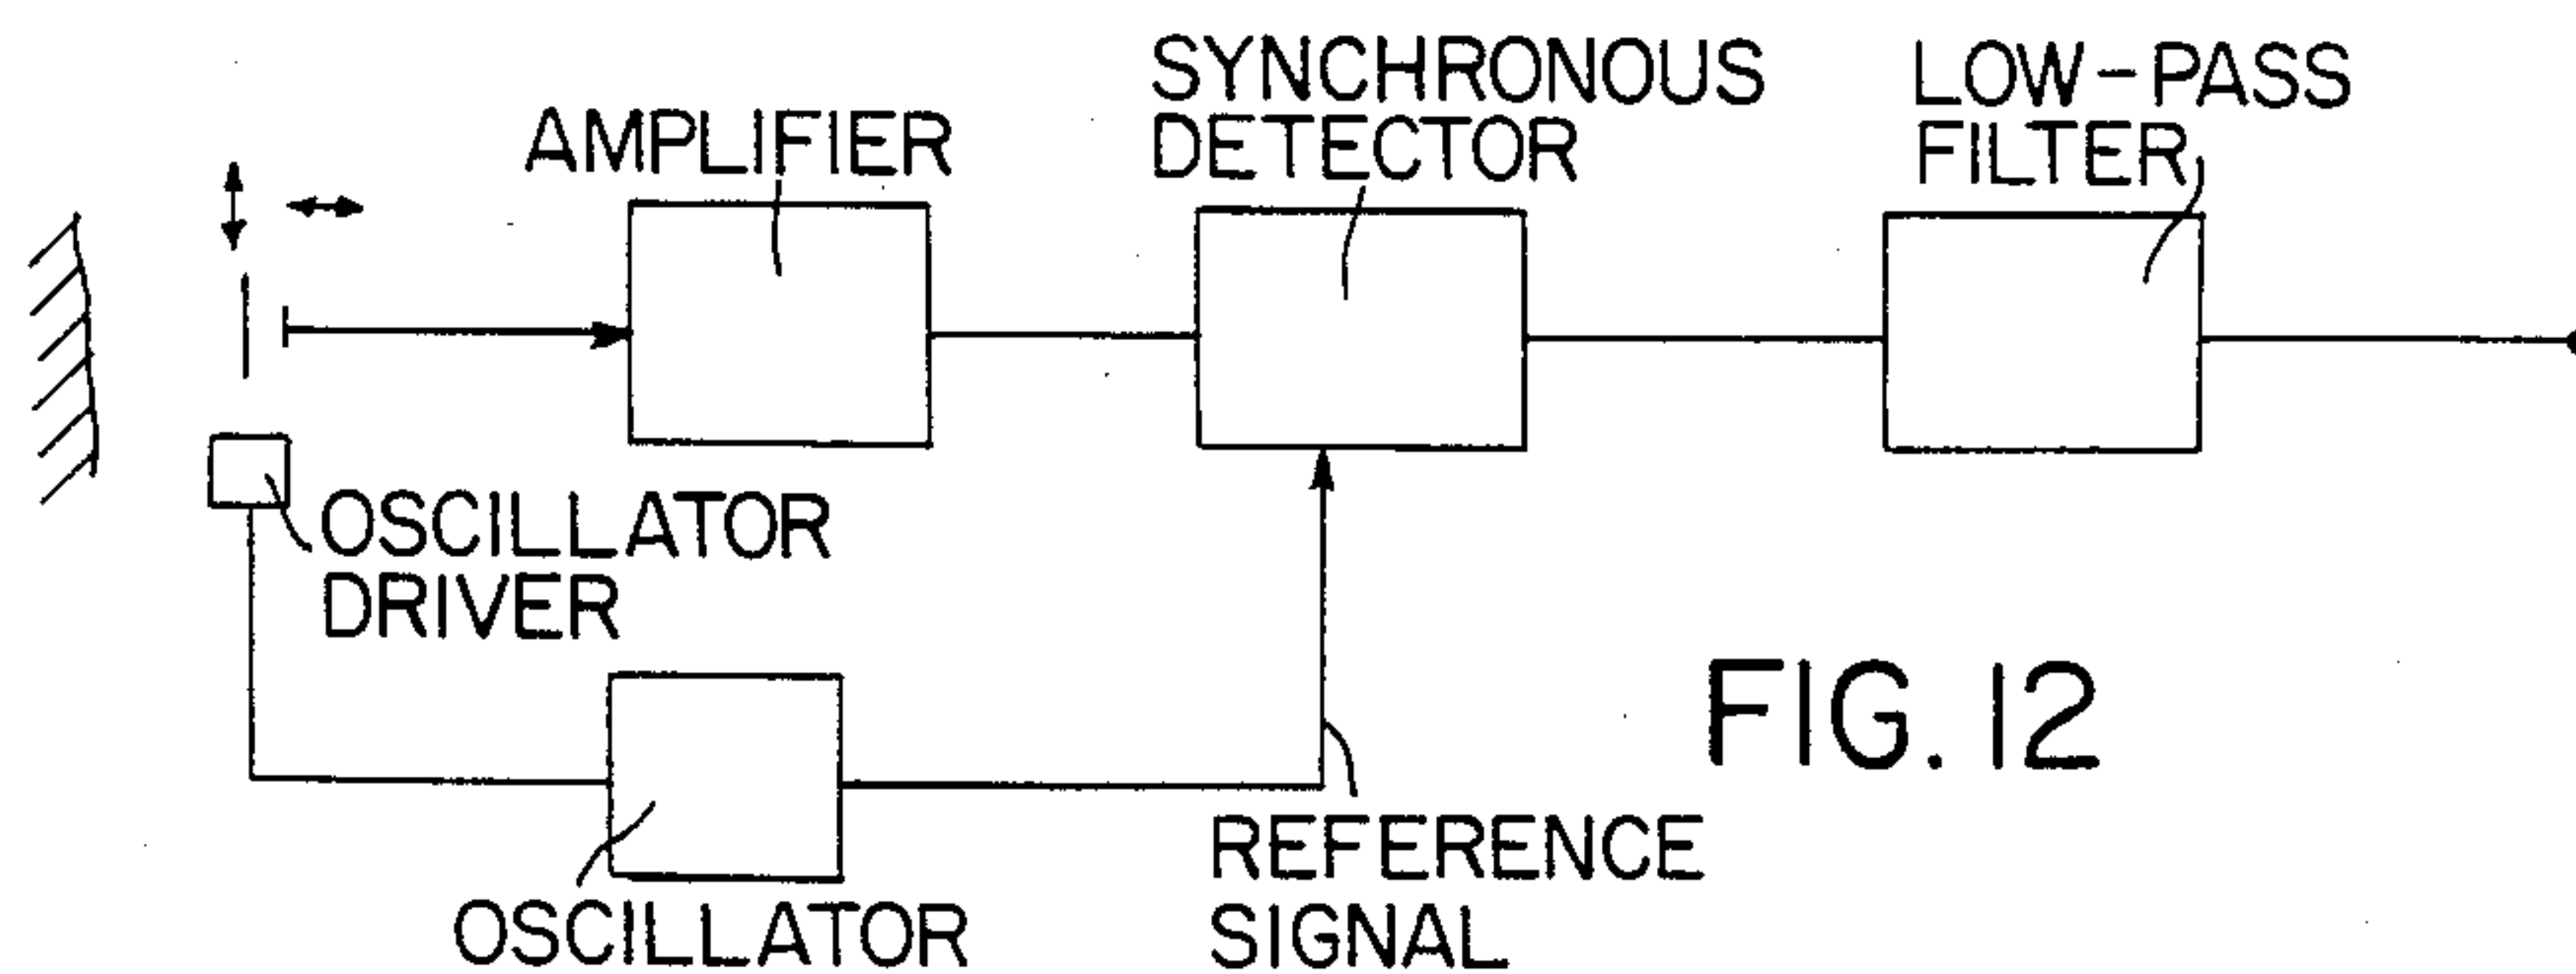 AMPLIFIER
SYNCHRONOUS
DETECTOR
LOW-PASS
FILTER
OSCILLATOR
DRIVER
OSCILLATOR
REFERENCE
SIGNAL
FIG. 12